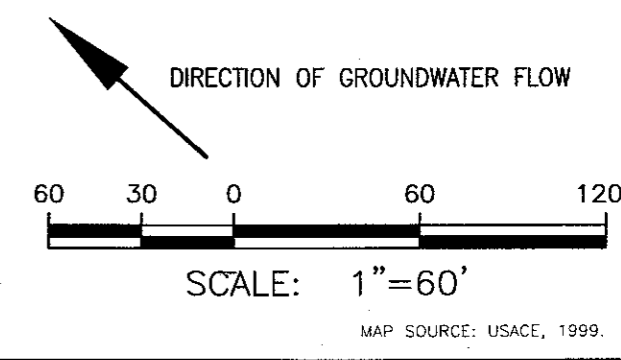 DIRECTION OF GROUNDWATER FLOW
60 30 0 60 120
SCALE: 1"=60'
MAP SOURCE: USACE, 1999.